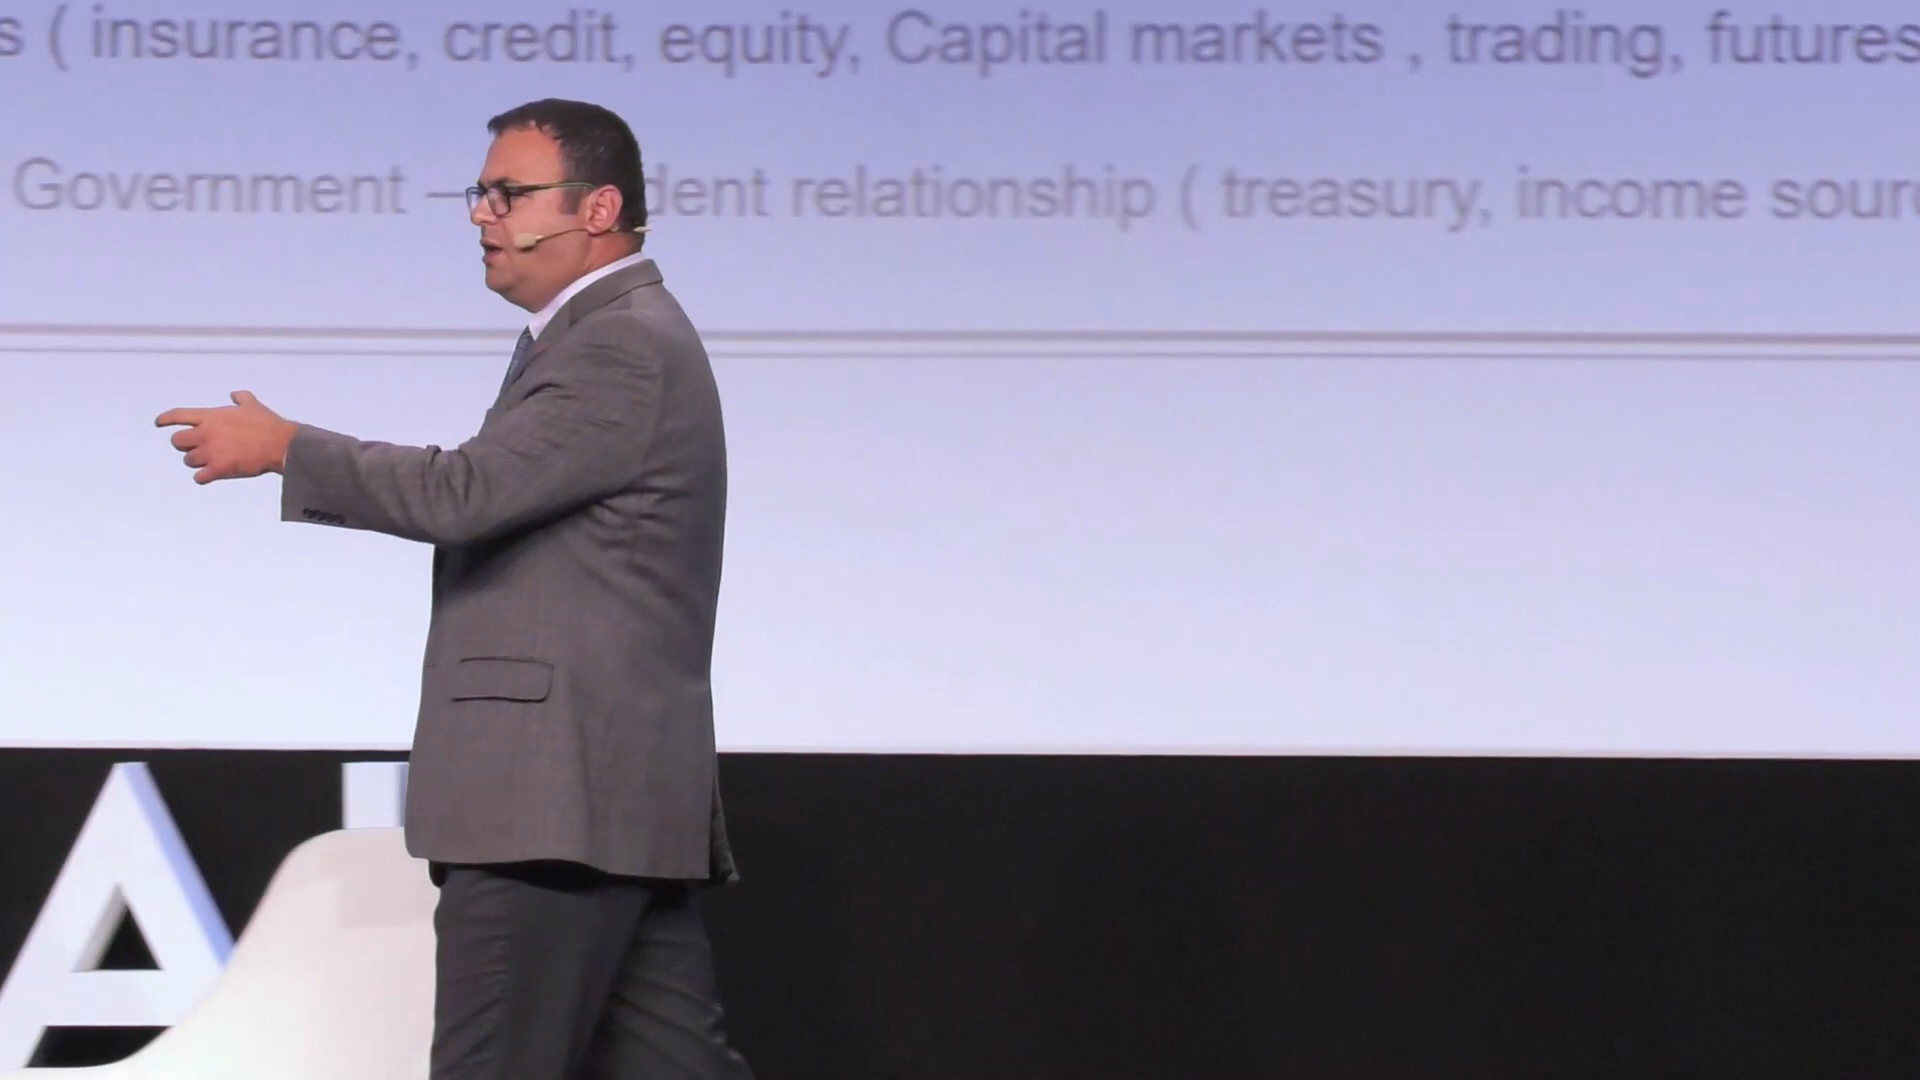 s ( insurance, credit, equity, Capital markets , trading, futures
Government – dent relationship ( treasury, income sour
A